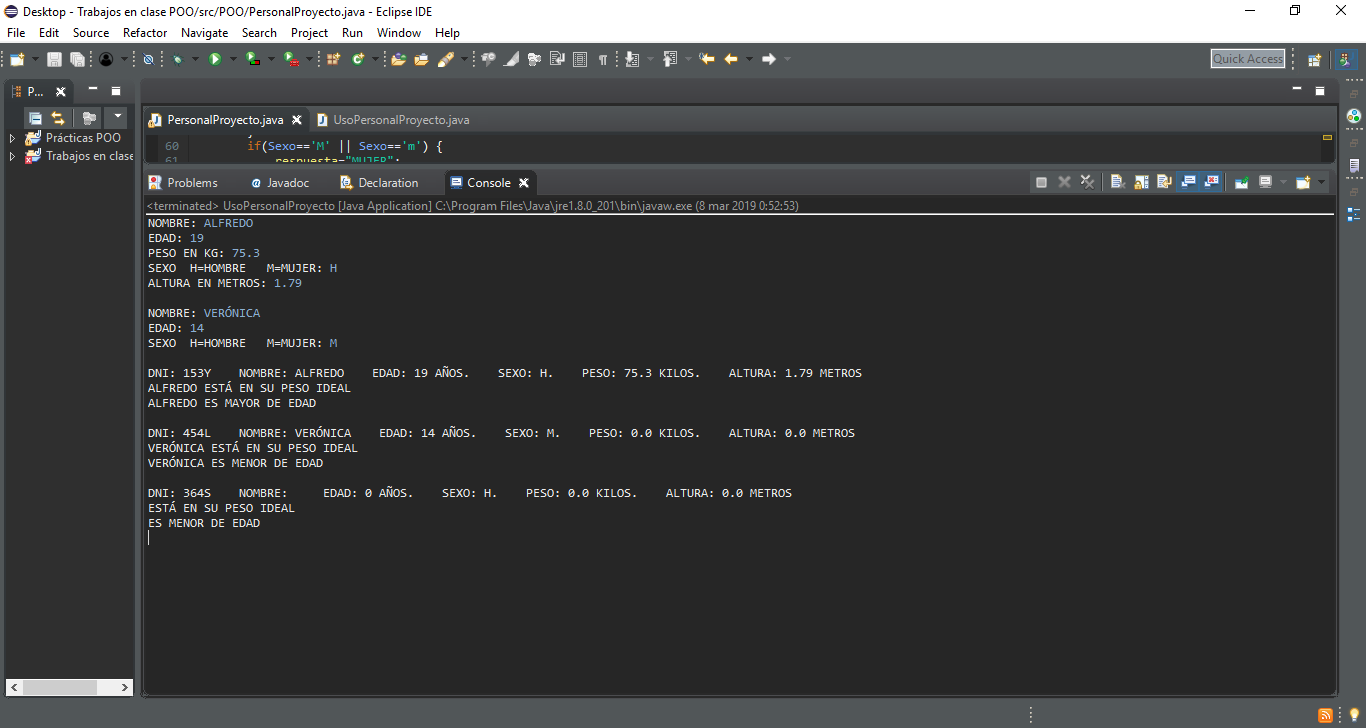 Desktop - Trabajos en clase POO/src/POO/PersonalProyecto.java - Eclipse IDE
File Edit Source Refactor Navigate Search Project Run Window Help
Quick Access
P...
PersonalProyecto.java UsoPersonalProyecto.java
Prácticas POO
Trabajos en clase
60 if(Sexo=='M' || Sexo=='m') {
61 respuesta="MUJER";
Problems Javadoc Declaration Console
<terminated> UsoPersonalProyecto [Java Application] C:\Program Files\Java\jre1.8.0_201\bin\javaw.exe (8 mar 2019 0:52:53)
NOMBRE: ALFREDO
EDAD: 19
PESO EN KG: 75.3
SEXO  H=HOMBRE   M=MUJER: H
ALTURA EN METROS: 1.79
NOMBRE: VERÓNICA
EDAD: 14
SEXO  H=HOMBRE   M=MUJER: M
DNI: 153Y    NOMBRE: ALFREDO    EDAD: 19 AÑOS.    SEXO: H.    PESO: 75.3 KILOS.    ALTURA: 1.79 METROS
ALFREDO ESTÁ EN SU PESO IDEAL
ALFREDO ES MAYOR DE EDAD
DNI: 454L    NOMBRE: VERÓNICA    EDAD: 14 AÑOS.    SEXO: M.    PESO: 0.0 KILOS.    ALTURA: 0.0 METROS
VERÓNICA ESTÁ EN SU PESO IDEAL
VERÓNICA ES MENOR DE EDAD
DNI: 364S    NOMBRE:     EDAD: 0 AÑOS.    SEXO: H.    PESO: 0.0 KILOS.    ALTURA: 0.0 METROS
ESTÁ EN SU PESO IDEAL
ES MENOR DE EDAD